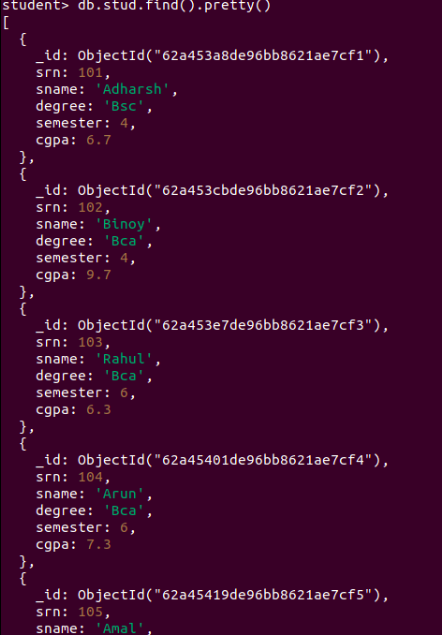 student> db.stud.find().pretty()
[
  {
    _id: ObjectId("62a453a8de96bb8621ae7cf1"),
    srn: 101,
    sname: 'Adharsh',
    degree: 'Bsc',
    semester: 4,
    cgpa: 6.7
  },
  {
    _id: ObjectId("62a453cbde96bb8621ae7cf2"),
    srn: 102,
    sname: 'Binoy',
    degree: 'Bca',
    semester: 4,
    cgpa: 9.7
  },
  {
    _id: ObjectId("62a453e7de96bb8621ae7cf3"),
    srn: 103,
    sname: 'Rahul',
    degree: 'Bca',
    semester: 6,
    cgpa: 6.3
  },
  {
    _id: ObjectId("62a45401de96bb8621ae7cf4"),
    srn: 104,
    sname: 'Arun',
    degree: 'Bca',
    semester: 6,
    cgpa: 7.3
  },
  {
    _id: ObjectId("62a45419de96bb8621ae7cf5"),
    srn: 105,
    sname: 'Amal',